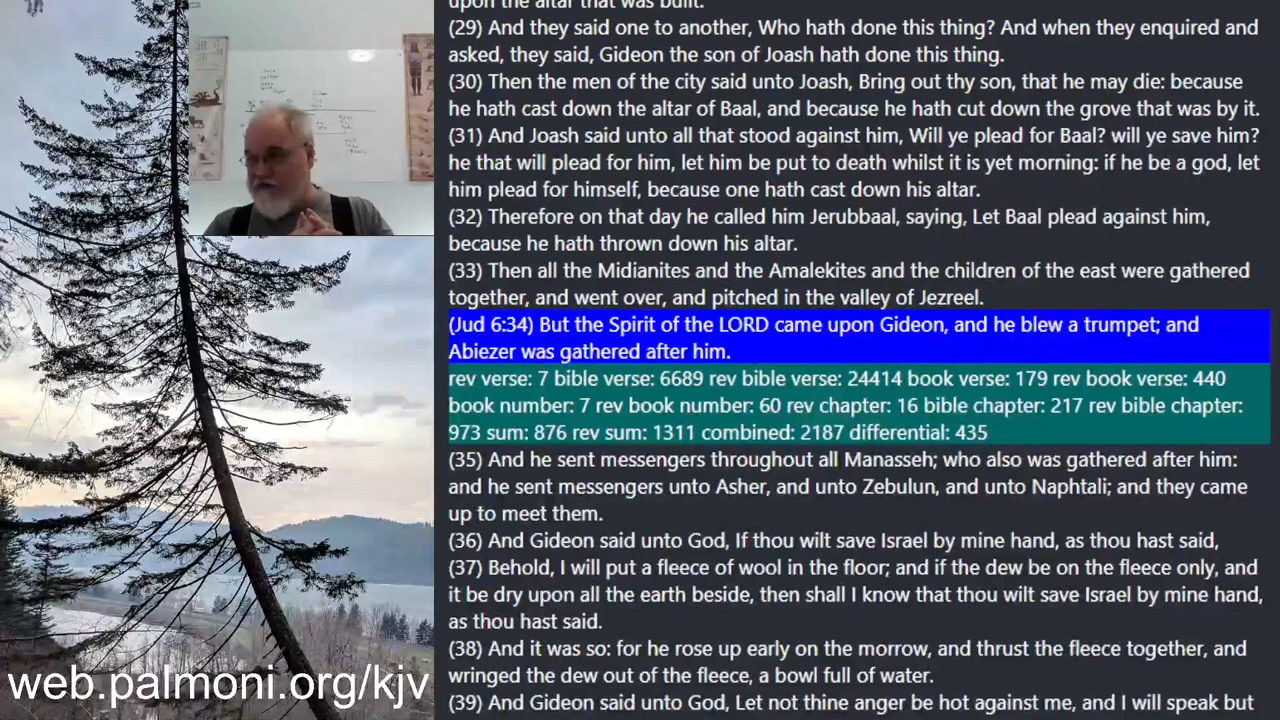 upon the altar that was built.
(29) And they said one to another, Who hath done this thing? And when they enquired and
asked, they said, Gideon the son of Joash hath done this thing.
(30) Then the men of the city said unto Joash, Bring out thy son, that he may die: because
he hath cast down the altar of Baal, and because he hath cut down the grove that was by it.
(31) And Joash said unto all that stood against him, Will ye plead for Baal? will ye save him?
he that will plead for him, let him be put to death whilst it is yet morning: if he be a god, let
him plead for himself, because one hath cast down his altar.
(32) Therefore on that day he called him Jerubbaal, saying, Let Baal plead against him,
because he hath thrown down his altar.
(33) Then all the Midianites and the Amalekites and the children of the east were gathered
together, and went over, and pitched in the valley of Jezreel.
(Jud 6:34) But the Spirit of the LORD came upon Gideon, and he blew a trumpet; and
Abiezer was gathered after him.
rev verse: 7 bible verse: 6689 rev bible verse: 24414 book verse: 179 rev book verse: 440
book number: 7 rev book number: 60 rev chapter: 16 bible chapter: 217 rev bible chapter:
973 sum: 876 rev sum: 1311 combined: 2187 differential: 435
(35) And he sent messengers throughout all Manasseh; who also was gathered after him:
and he sent messengers unto Asher, and unto Zebulun, and unto Naphtali; and they came
up to meet them.
(36) And Gideon said unto God, If thou wilt save Israel by mine hand, as thou hast said,
(37) Behold, I will put a fleece of wool in the floor; and if the dew be on the fleece only, and
it be dry upon all the earth beside, then shall I know that thou wilt save Israel by mine hand,
as thou hast said.
(38) And it was so: for he rose up early on the morrow, and thrust the fleece together, and
wringed the dew out of the fleece, a bowl full of water.
(39) And Gideon said unto God, Let not thine anger be hot against me, and I will speak but
web.palmoni.org/kjv